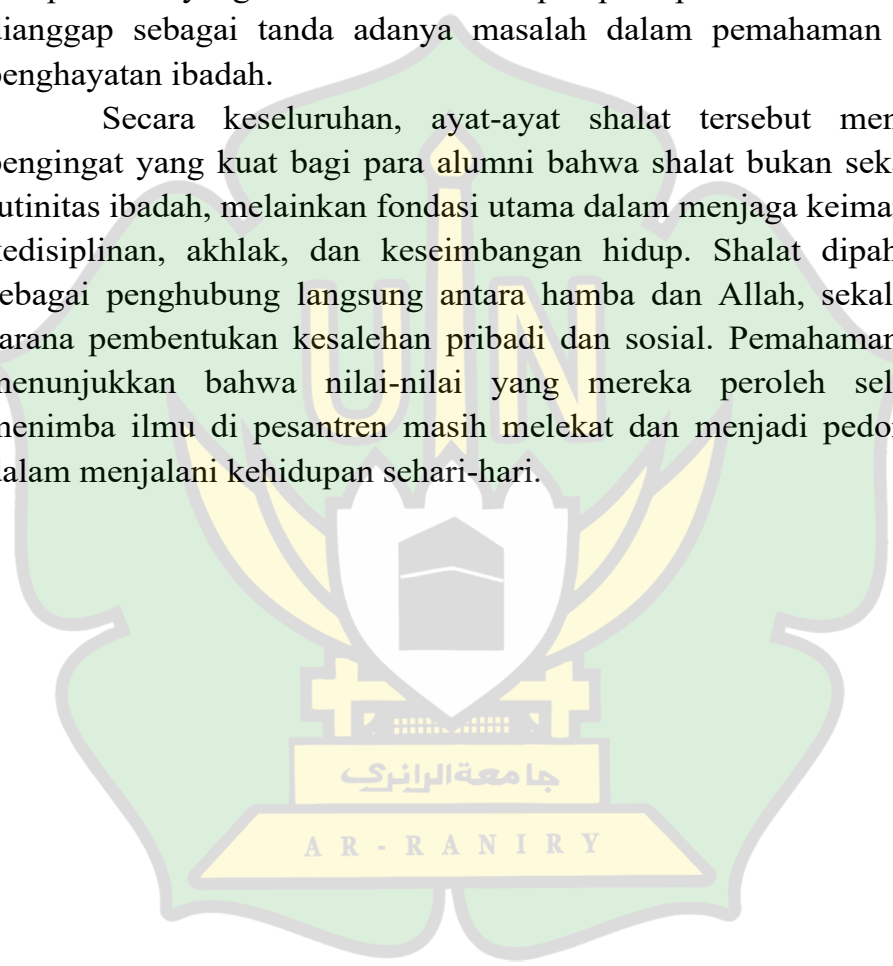 yang
dianggap sebagai tanda adanya masalah dalam pemahaman
penghayatan ibadah.
Secara keseluruhan, ayat-ayat shalat tersebut men
pengingat yang kuat bagi para alumni bahwa shalat bukan sek
utinitas ibadah, melainkan fondasi utama dalam menjaga keima
kedisiplinan, akhlak, dan keseimbangan hidup. Shalat dipah
sebagai penghubung langsung antara hamba dan Allah, sekal
arana pembentukan kesalehan pribadi dan sosial. Pemahaman
menunjukkan bahwa nilai-nilai yang mereka peroleh sel
menimba ilmu di pesantren masih melekat dan menjadi pedo
dalam menjalani kehidupan sehari-hari.
UIN
جامعة الرانري
AR-RANIRY